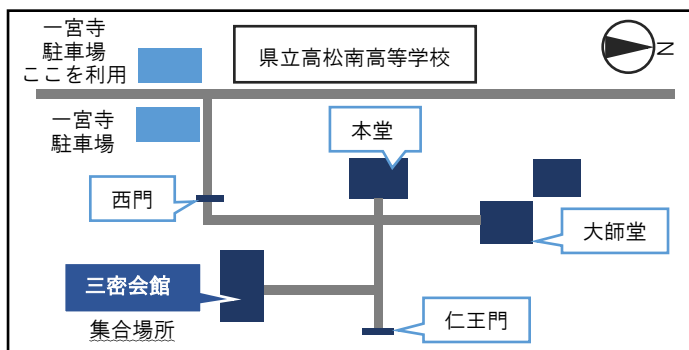 一宮寺
駐車場
ここを利用
県立高松南高等学校
N
一宮寺
駐車場
本堂
西門
大師堂
三密会館
集合場所
仁王門